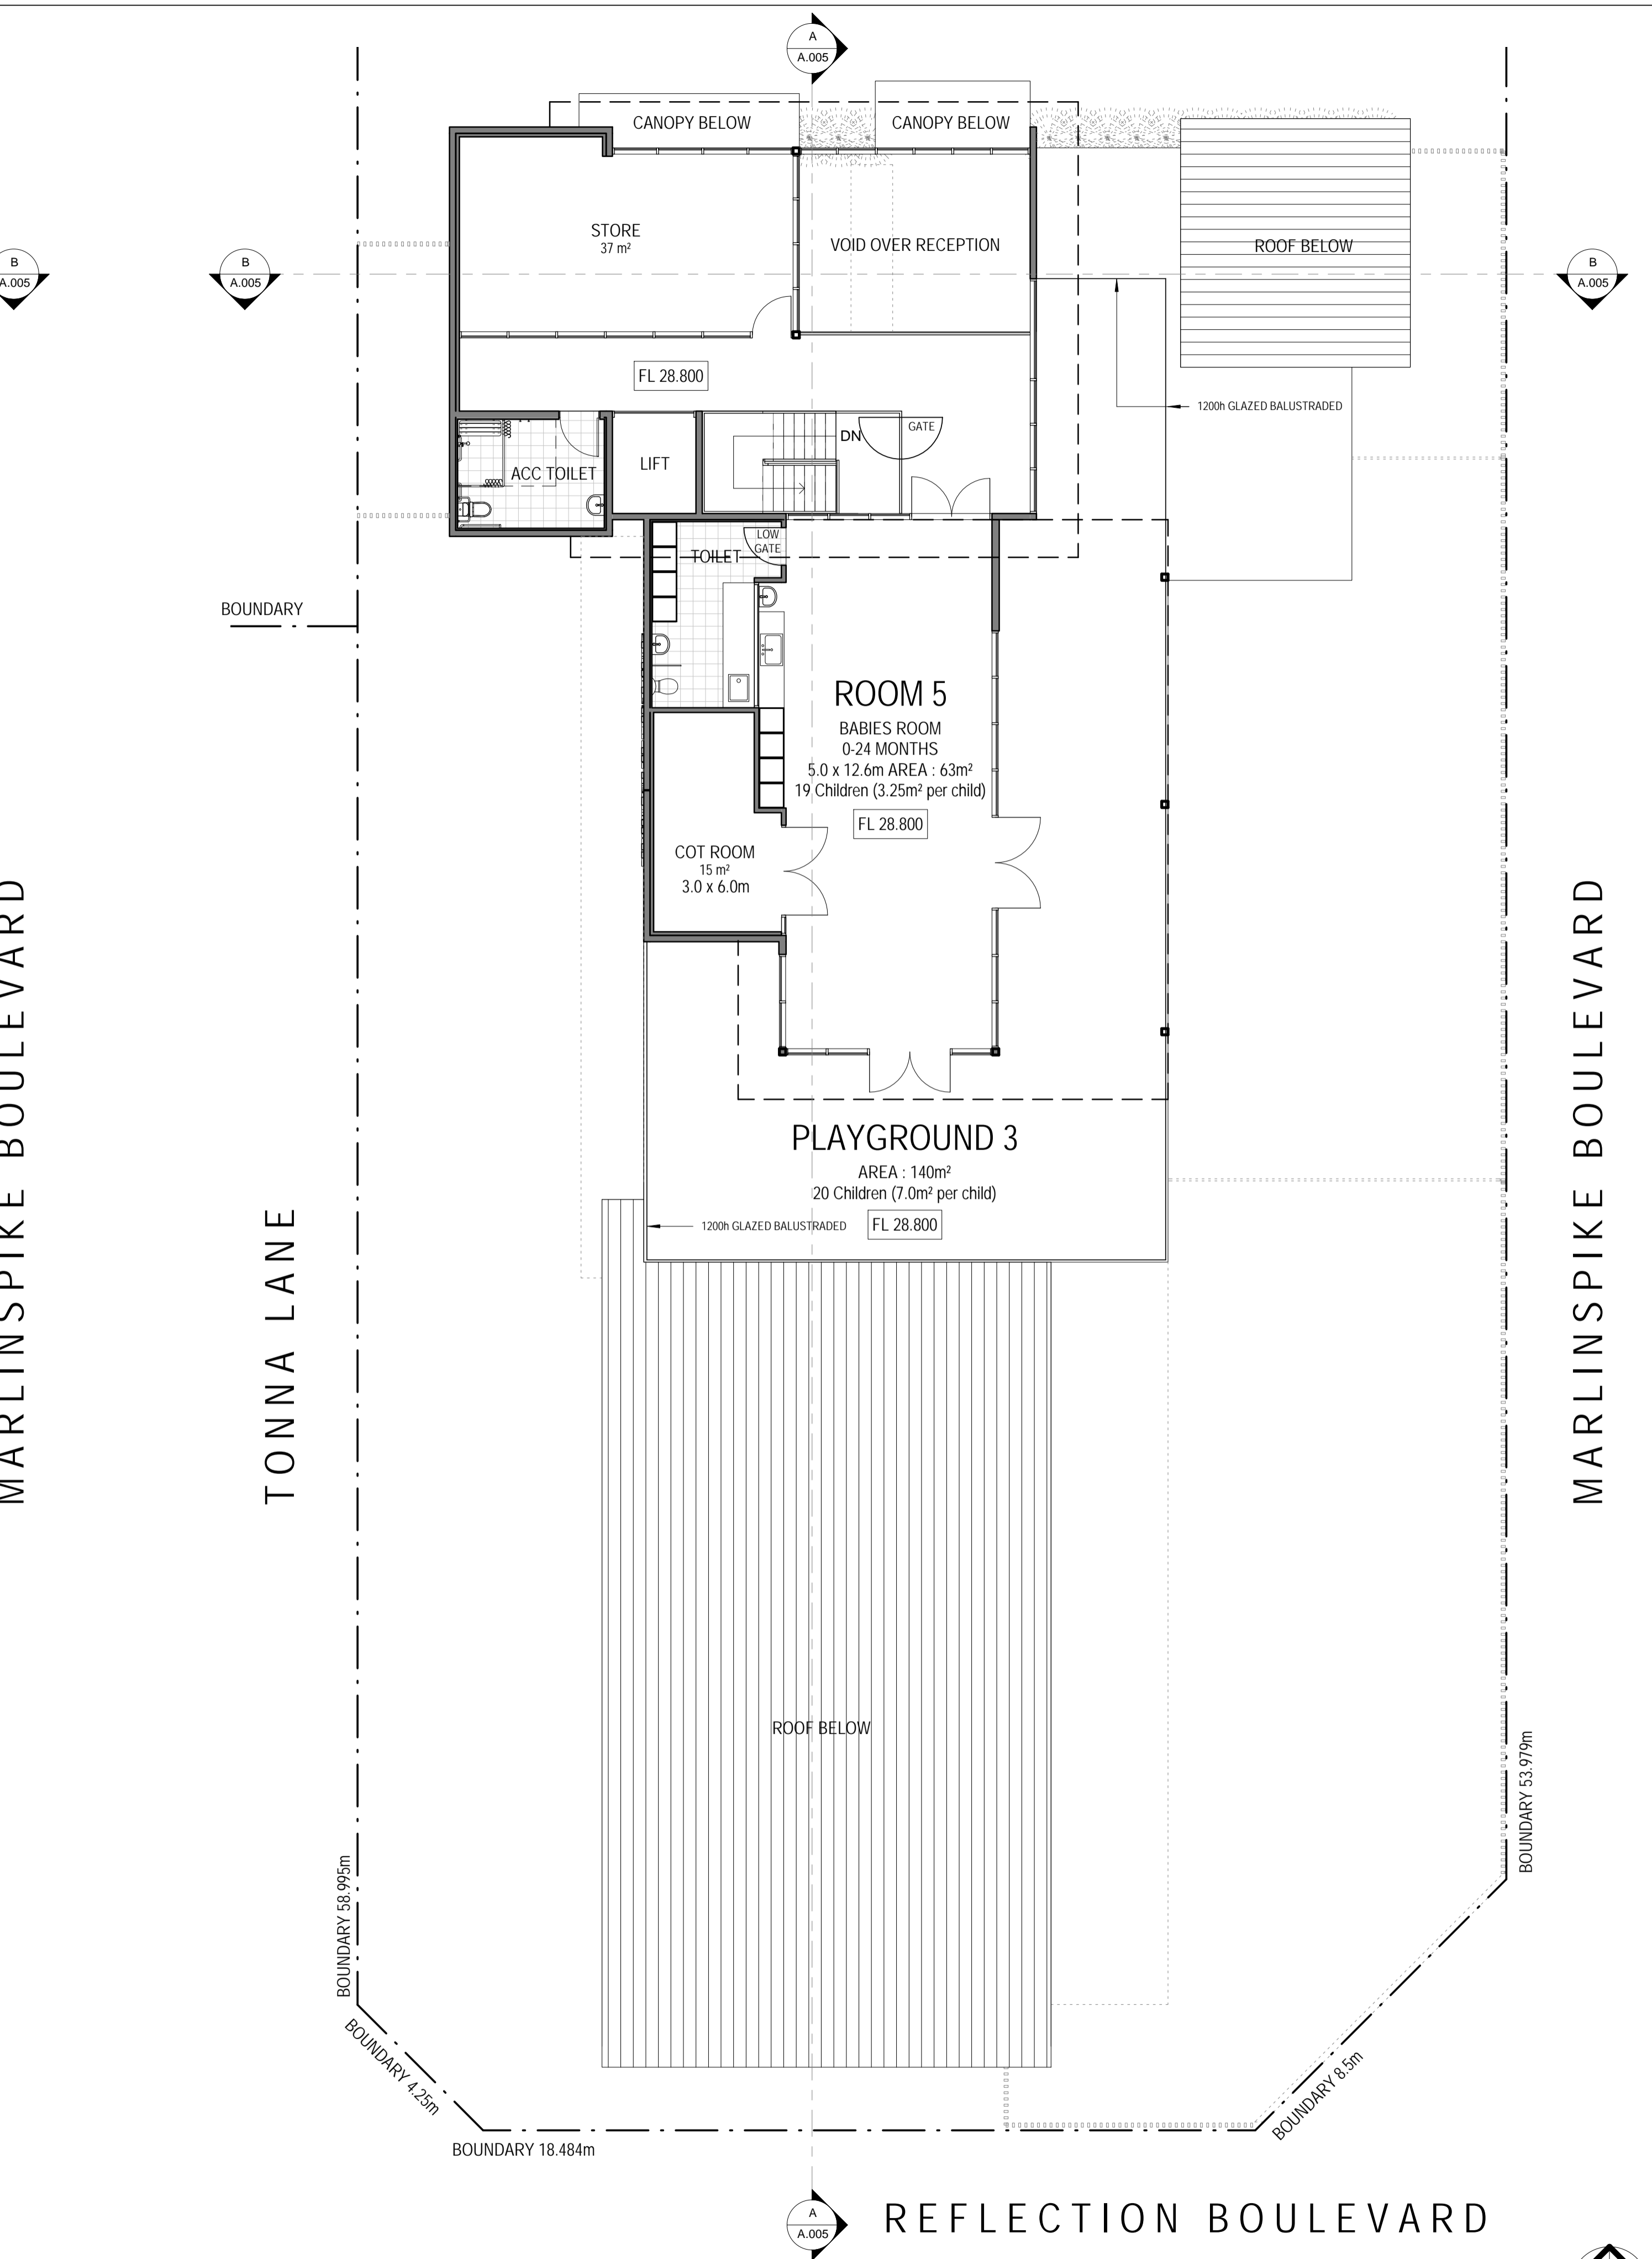 A
A.005
CANOPY BELOW
CANOPY BELOW
STORE
37 m²
VOID OVER RECEPTION
ROOF BELOW
B
A.005
B
A.005
B
A.005
FL 28.800
1200h GLAZED BALUSTRADED
DN
GATE
LIFT
ACC TOILET
LOW
GATE
TOILET
BOUNDARY
ROOM 5
BABIES ROOM
0-24 MONTHS
5.0 x 12.6m AREA : 63m²
19 Children (3.25m² per child)
FL 28.800
COT ROOM
15 m²
3.0 x 6.0m
PLAYGROUND 3
AREA : 140m²
20 Children (7.0m² per child)
1200h GLAZED BALUSTRADED
FL 28.800
MARLINSPIKE BOULEVARD
TONNA LANE
MARLINSPIKE BOULEVARD
ROOF BELOW
BOUNDARY 53.979m
BOUNDARY 58.995m
BOUNDARY 4.25m
BOUNDARY 8.5m
BOUNDARY 18.484m
A
A.005
REFLECTION BOULEVARD